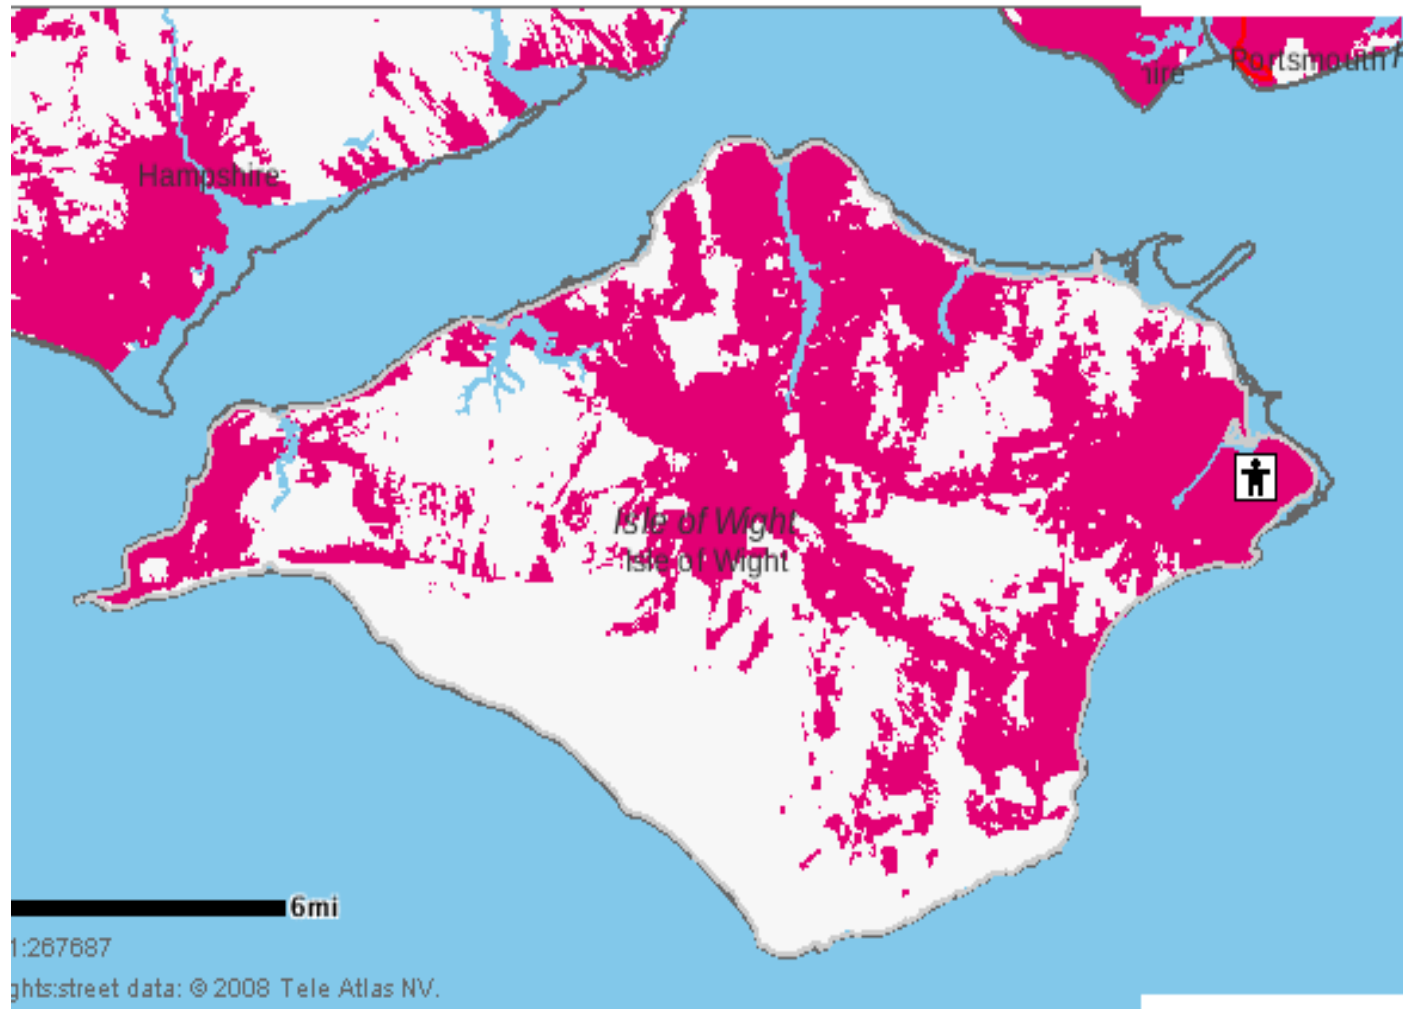 Portsmouth
ire
Hampshire
Isle of Wight
Isle of Wight
6mi
1:267687
ghts:street data: © 2008 Tele Atlas NV.